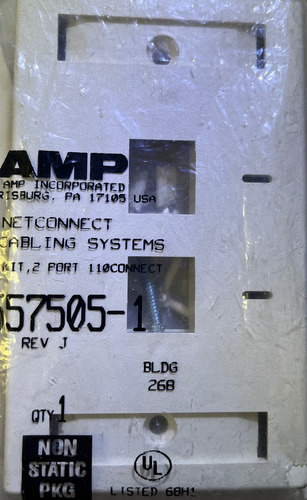 AMP
AMP INCORPORATED
RISBURG, PA 17105 USA
NETCONNECT
CABLING SYSTEMS
KIT,2 PORT 110CONNECT
557505-1
REV J
BLDG
268
QTY 1
NON
STATIC
PKG
UL
LISTED 68H1